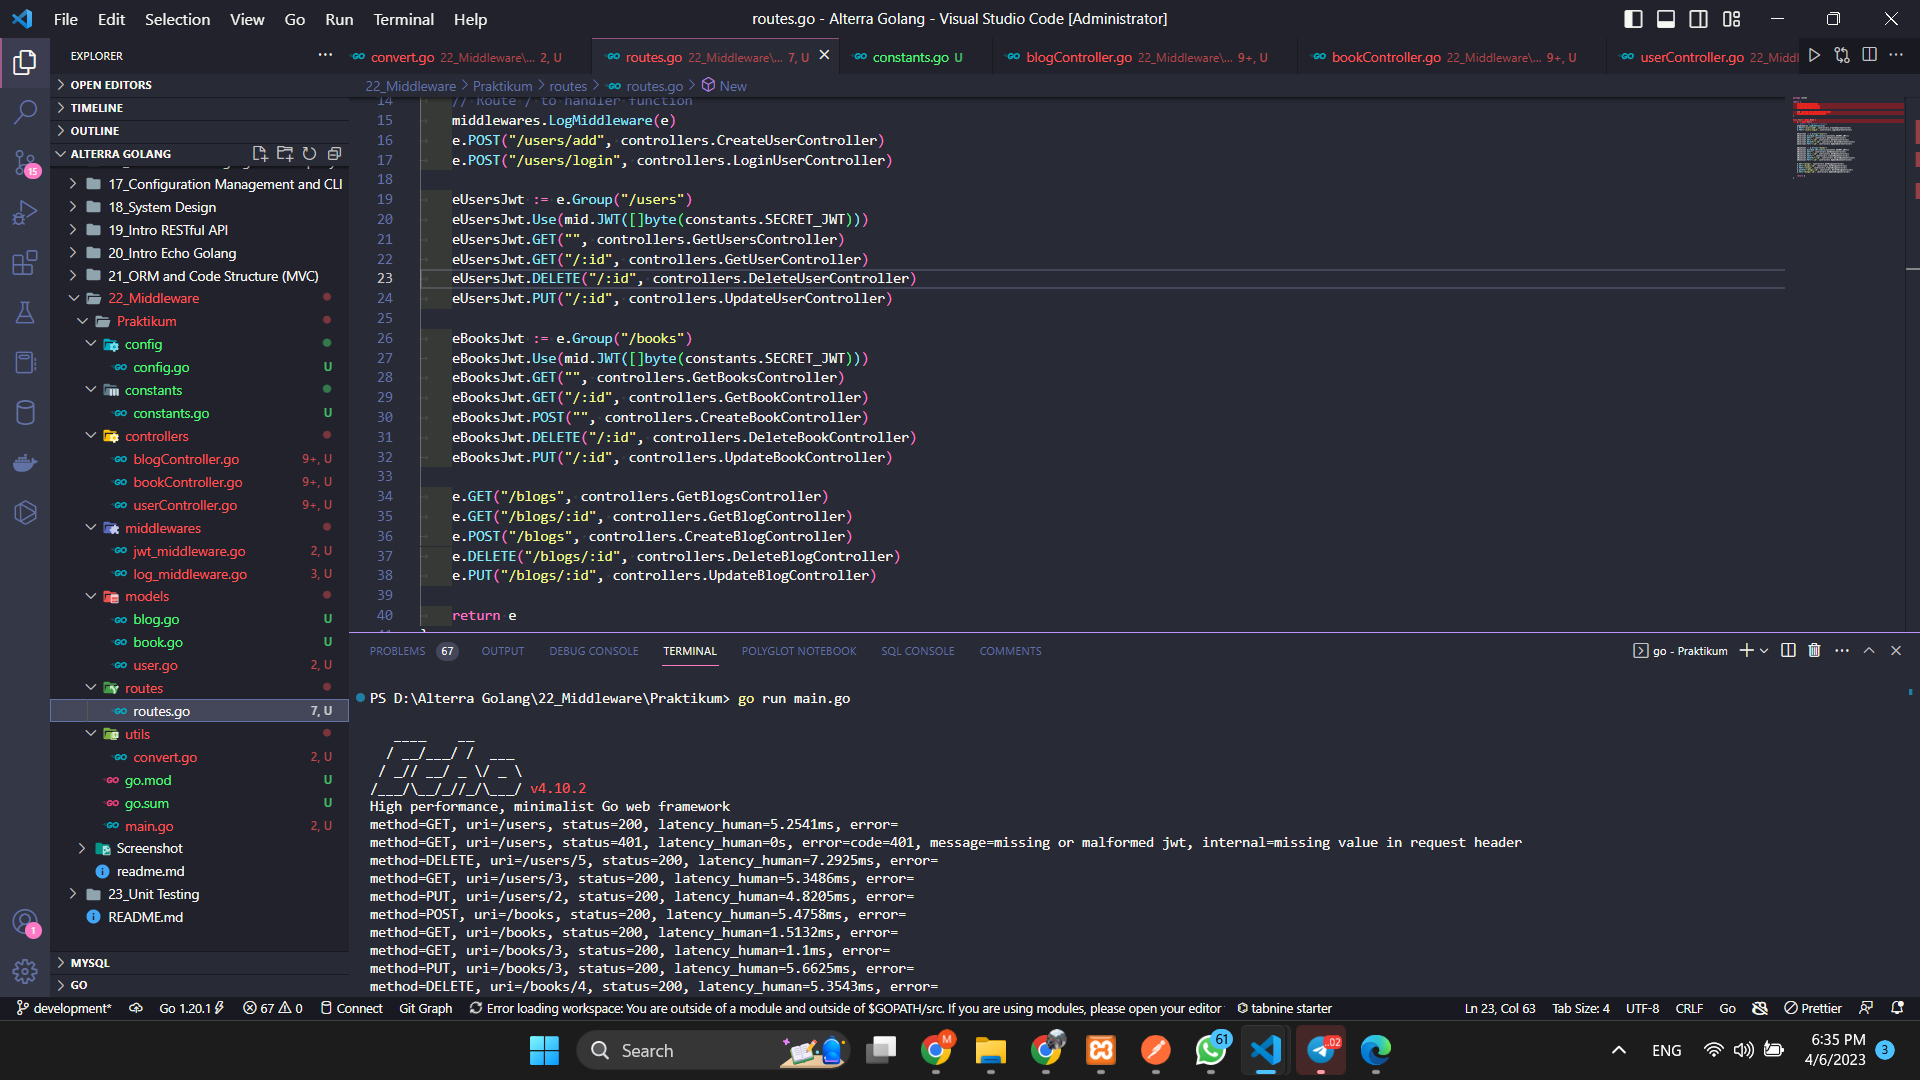 File Edit Selection View Go Run Terminal Help
routes.go - Alterra Golang - Visual Studio Code [Administrator]
EXPLORER
convert.go 22_Middleware\... 2, U
routes.go 22_Middleware\... 7, U
constants.go U
blogController.go 22_Middleware\... 9+, U
bookController.go 22_Middleware\... 9+, U
userController.go 22_Middl
OPEN EDITORS
TIMELINE
OUTLINE
ALTERRA GOLANG
17_Configuration Management and CLI
18_System Design
19_Intro RESTful API
20_Intro Echo Golang
21_ORM and Code Structure (MVC)
22_Middleware
Praktikum
config
config.go U
constants
constants.go U
controllers
blogController.go 9+, U
bookController.go 9+, U
userController.go 9+, U
middlewares
jwt_middleware.go 2, U
log_middleware.go 3, U
models
blog.go U
book.go U
user.go 2, U
routes
routes.go 7, U
utils
convert.go 2, U
go.mod U
go.sum U
main.go 2, U
Screenshot
readme.md
23_Unit Testing
README.md
MYSQL
GO
15
1
22_Middleware > Praktikum > routes > routes.go > New
14 // Route / to handler function
15 middlewares.LogMiddleware(e)
16 e.POST("/users/add", controllers.CreateUserController)
17 e.POST("/users/login", controllers.LoginUserController)
18
19 eUsersJwt := e.Group("/users")
20 eUsersJwt.Use(mid.JWT([]byte(constants.SECRET_JWT)))
21 eUsersJwt.GET("", controllers.GetUsersController)
22 eUsersJwt.GET("/:id", controllers.GetUserController)
23 eUsersJwt.DELETE("/:id", controllers.DeleteUserController)
24 eUsersJwt.PUT("/:id", controllers.UpdateUserController)
25
26 eBooksJwt := e.Group("/books")
27 eBooksJwt.Use(mid.JWT([]byte(constants.SECRET_JWT)))
28 eBooksJwt.GET("", controllers.GetBooksController)
29 eBooksJwt.GET("/:id", controllers.GetBookController)
30 eBooksJwt.POST("", controllers.CreateBookController)
31 eBooksJwt.DELETE("/:id", controllers.DeleteBookController)
32 eBooksJwt.PUT("/:id", controllers.UpdateBookController)
33
34 e.GET("/blogs", controllers.GetBlogsController)
35 e.GET("/blogs/:id", controllers.GetBlogController)
36 e.POST("/blogs", controllers.CreateBlogController)
37 e.DELETE("/blogs/:id", controllers.DeleteBlogController)
38 e.PUT("/blogs/:id", controllers.UpdateBlogController)
39
40 return e
PROBLEMS 67 OUTPUT DEBUG CONSOLE TERMINAL POLYGLOT NOTEBOOK SQL CONSOLE COMMENTS
go - Praktikum
PS D:\Alterra Golang\22_Middleware\Praktikum> go run main.go
   ____    __
  / __/___/ /  ___
 / _// __/ _ \/ _ \
/___/\__/_//_/\___/ v4.10.2
High performance, minimalist Go web framework
method=GET, uri=/users, status=200, latency_human=5.2541ms, error=
method=GET, uri=/users, status=401, latency_human=0s, error=code=401, message=missing or malformed jwt, internal=missing value in request header
method=DELETE, uri=/users/5, status=200, latency_human=7.2925ms, error=
method=GET, uri=/users/3, status=200, latency_human=5.3486ms, error=
method=PUT, uri=/users/2, status=200, latency_human=4.8205ms, error=
method=POST, uri=/books, status=200, latency_human=5.4758ms, error=
method=GET, uri=/books, status=200, latency_human=1.5132ms, error=
method=GET, uri=/books/3, status=200, latency_human=1.1ms, error=
method=PUT, uri=/books/3, status=200, latency_human=5.6625ms, error=
method=DELETE, uri=/books/4, status=200, latency_human=5.3543ms, error=
development* Go 1.20.1 67 0 Connect Git Graph Error loading workspace: You are outside of a module and outside of $GOPATH/src. If you are using modules, please open your editor tabnine starter
Ln 23, Col 63 Tab Size: 4 UTF-8 CRLF Go Prettier
Search
M
61
02
ENG
6:35 PM
4/6/2023
3